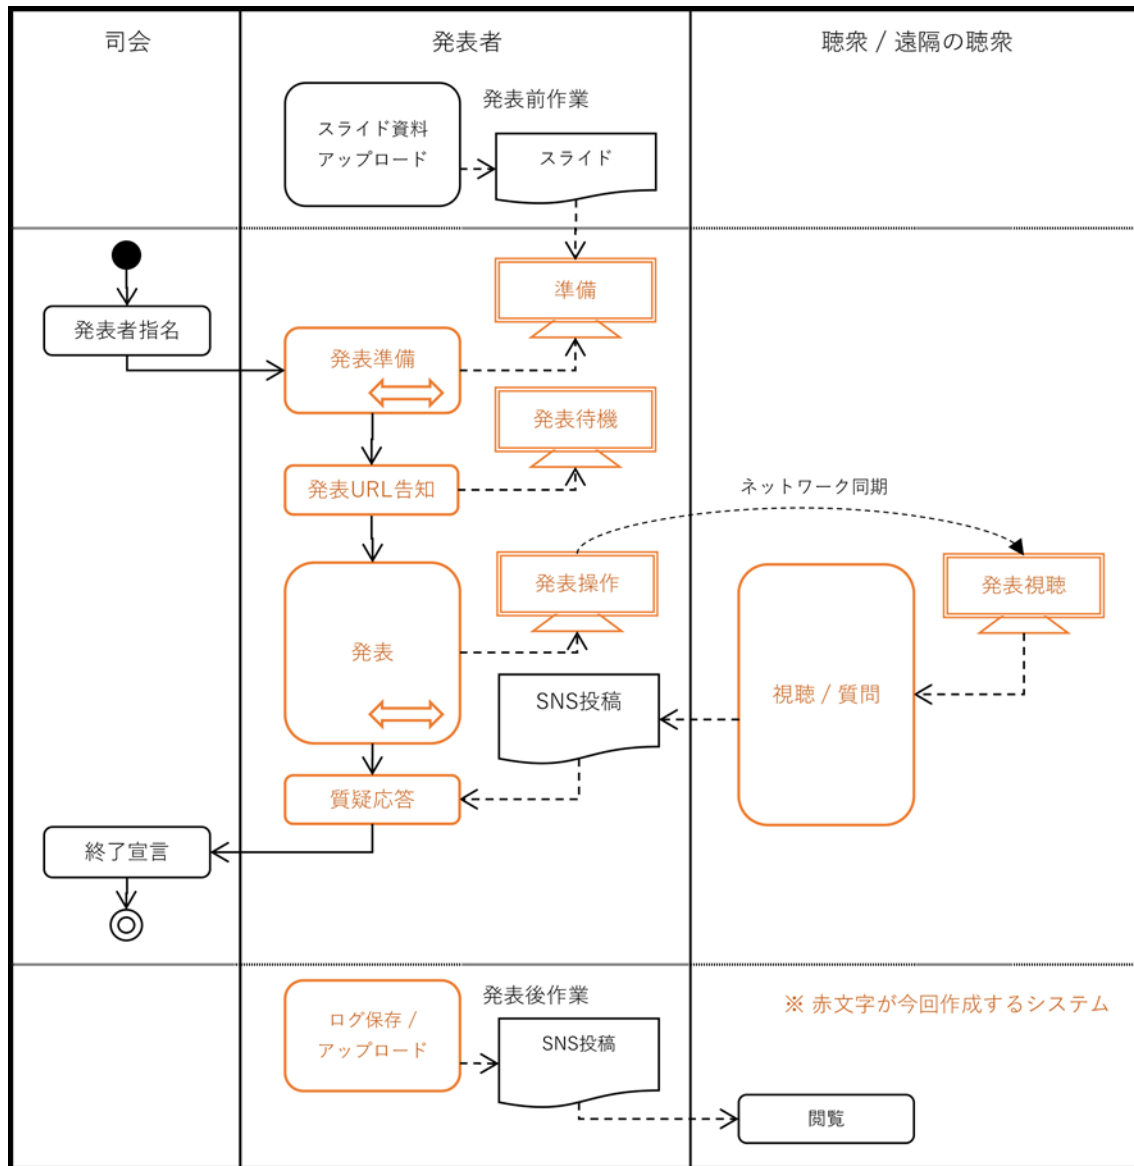 司会
発表者
聴衆 / 遠隔の聴衆
発表前作業
スライド資料
アップロード
スライド
準備
発表者指名
発表準備
発表待機
発表URL告知
ネットワーク同期
発表操作
発表視聴
発表
視聴 / 質問
SNS投稿
質疑応答
終了宣言
発表後作業
※ 赤文字が今回作成するシステム
ログ保存 /
アップロード
SNS投稿
閲覧